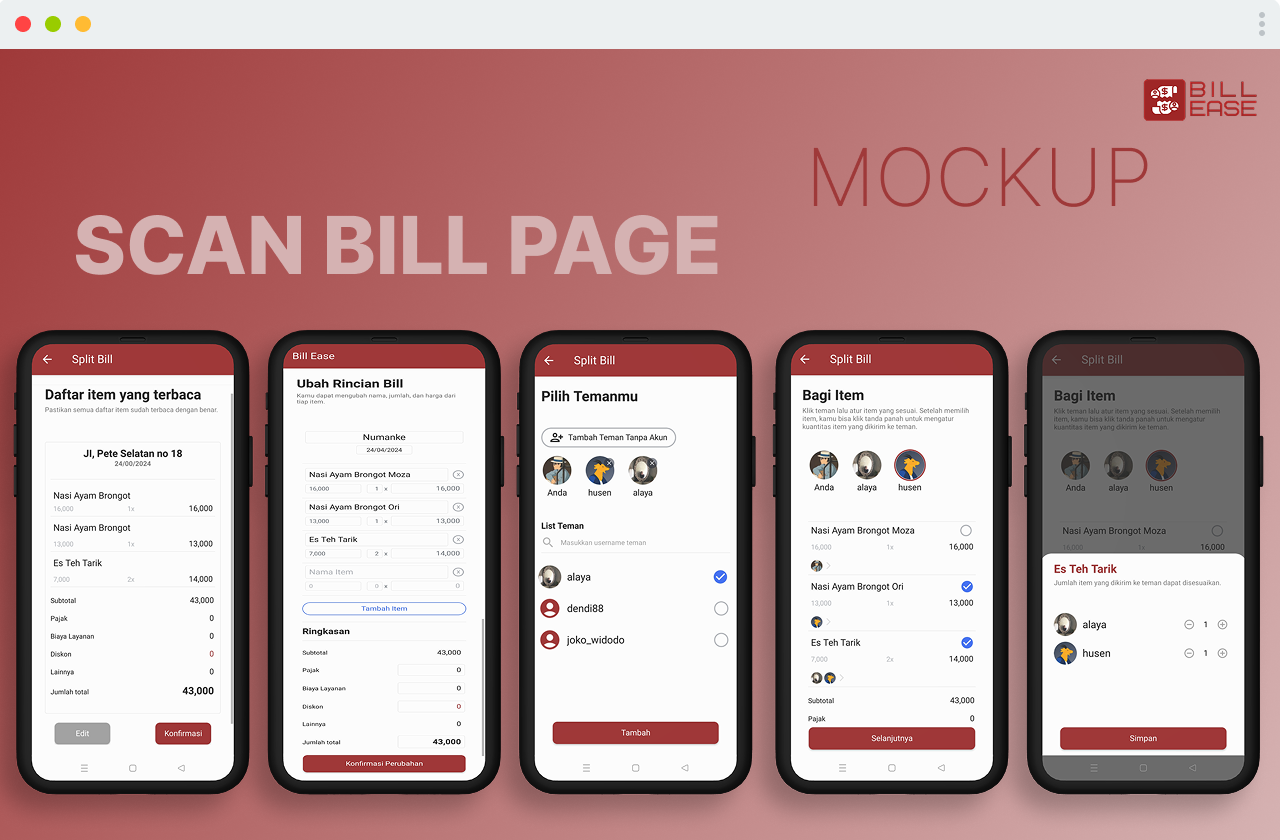 BILL
EASE
MOCKUP
SCAN BILL PAGE
Split Bill
Daftar item yang terbaca
Pastikan semua daftar item sudah terbaca dengan benar.
Jl, Pete Selatan no 18
24/00/2024
Nasi Ayam Brongot
16,000 1x 16,000
Nasi Ayam Brongot
13,000 1x 13,000
Es Teh Tarik
7,000 2x 14,000
Subtotal 43,000
Pajak 0
Biaya Layanan 0
Diskon 0
Lainnya 0
Jumlah total 43,000
Edit Konfirmasi
Bill Ease
Ubah Rincian Bill
Kamu dapat mengubah nama, jumlah, dan harga dari
tiap item.
Numanke
24/04/2024
Nasi Ayam Brongot Moza
16,000 1 x 16,000
Nasi Ayam Brongot Ori
13,000 1 x 13,000
Es Teh Tarik
7,000 2 x 14,000
Nama Item
0 0 x 0
Tambah Item
Ringkasan
Subtotal 43,000
Pajak 0
Biaya Layanan 0
Diskon 0
Lainnya 0
Jumlah total 43,000
Konfirmasi Perubahan
Split Bill
Pilih Temanmu
Tambah Teman Tanpa Akun
Anda husen alaya
List Teman
Masukkan username teman
alaya
dendi88
joko_widodo
Tambah
Split Bill
Bagi Item
Klik teman lalu atur item yang sesuai. Setelah memilih
item, kamu bisa klik tanda panah untuk mengatur
kuantitas item yang dikirim ke teman.
Anda alaya husen
Nasi Ayam Brongot Moza
16,000 1x 16,000
Nasi Ayam Brongot Ori
13,000 1x 13,000
Es Teh Tarik
7,000 2x 14,000
Subtotal 43,000
Pajak 0
Selanjutnya
Split Bill
Bagi Item
Klik teman lalu atur item yang sesuai. Setelah memilih
item, kamu bisa klik tanda panah untuk mengatur
kuantitas item yang dikirim ke teman.
Anda alaya husen
Nasi Ayam Brongot Moza
16,000 1x 16,000
Es Teh Tarik
Jumlah item yang dikirim ke teman dapat disesuaikan.
alaya 1
husen 1
Simpan